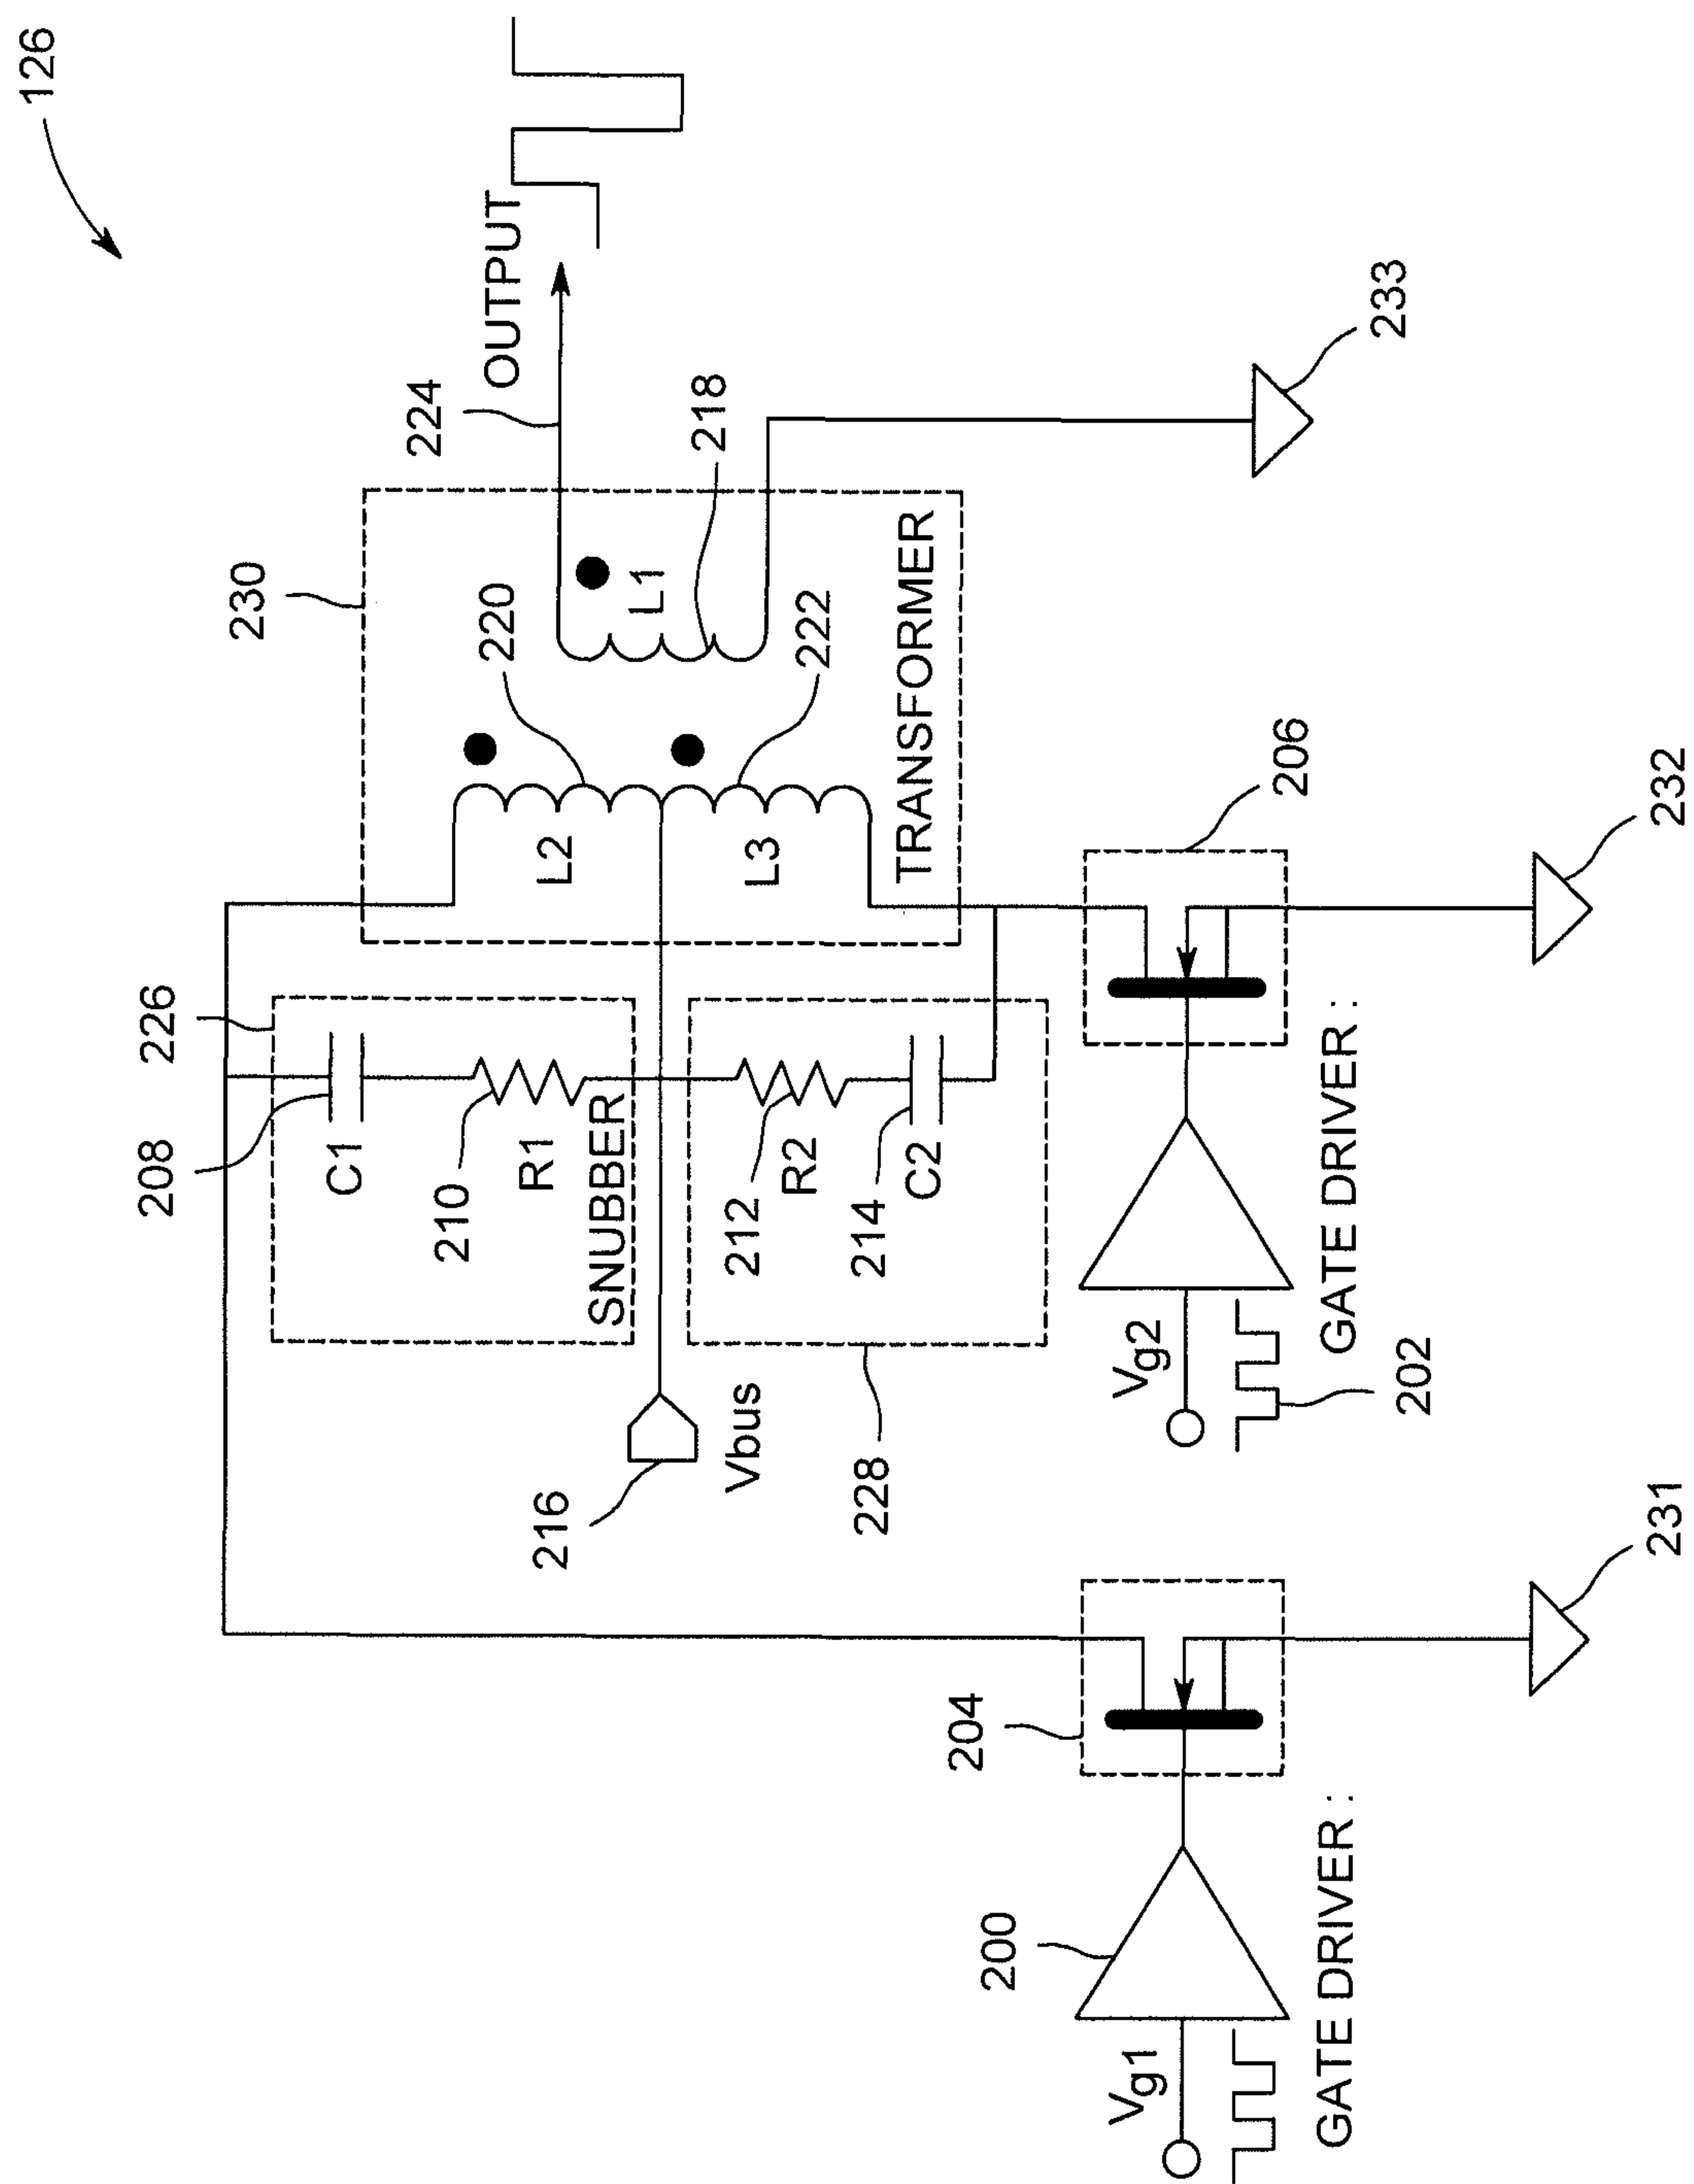 126
OUTPUT
224
230
L1
218
220
222
L2
L3
TRANSFORMER
233
226
208
C1
210
R1
SNUBBER
212
R2
214
C2
206
232
216
Vbus
228
Vg2
202
GATE DRIVER :
204
231
200
Vg1
GATE DRIVER :